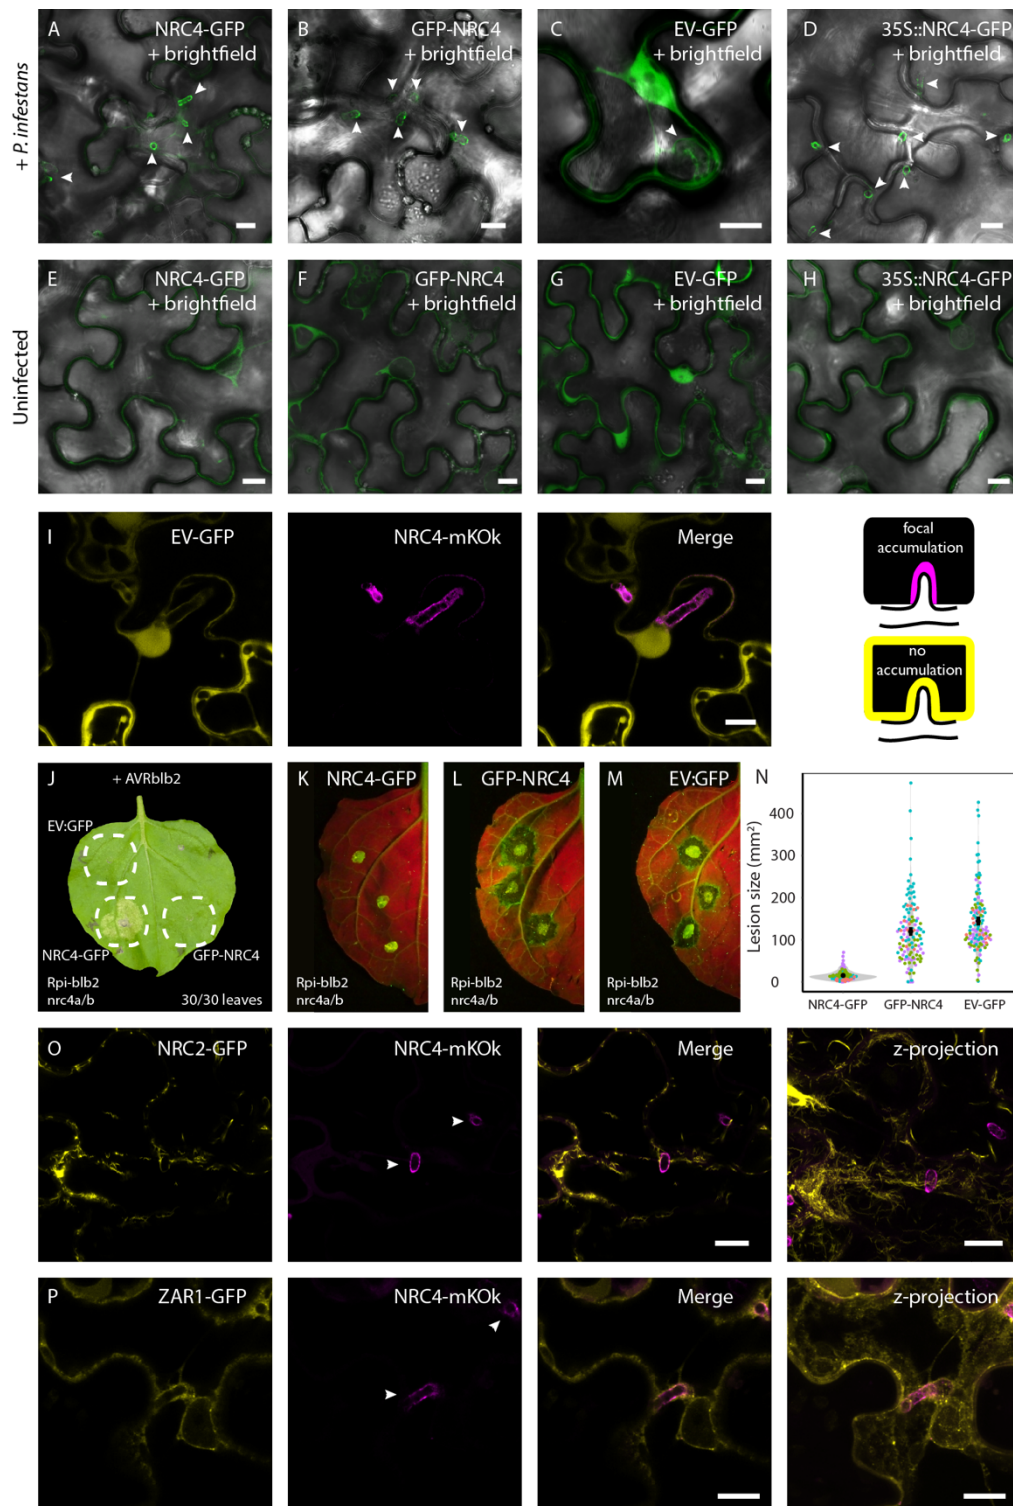 + P. infestans
A
NRC4-GFP
+ brightfield
B
GFP-NRC4
+ brightfield
C
EV-GFP
+ brightfield
D
35S::NRC4-GFP
+ brightfield
Uninfected
E
NRC4-GFP
+ brightfield
F
GFP-NRC4
+ brightfield
G
EV-GFP
+ brightfield
H
35S::NRC4-GFP
+ brightfield
I
EV-GFP
NRC4-mKOk
Merge
focal
accumulation
no
accumulation
J
+ AVRblb2
EV:GFP
NRC4-GFP
GFP-NRC4
Rpi-blb2
nrc4a/b
30/30 leaves
K
NRC4-GFP
Rpi-blb2
nrc4a/b
L
GFP-NRC4
Rpi-blb2
nrc4a/b
M
EV:GFP
Rpi-blb2
nrc4a/b
N
Lesion size (mm²)
400
300
200
100
0
NRC4-GFP
GFP-NRC4
EV-GFP
O
NRC2-GFP
NRC4-mKOk
Merge
z-projection
P
ZAR1-GFP
NRC4-mKOk
Merge
z-projection